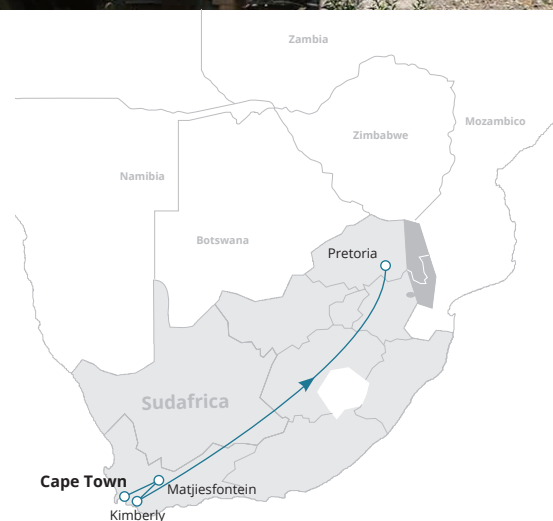 Zambia
Mozambico
Zimbabwe
Namibia
Botswana
Pretoria
Sudafrica
Cape Town
Matjiesfontein
Kimberly